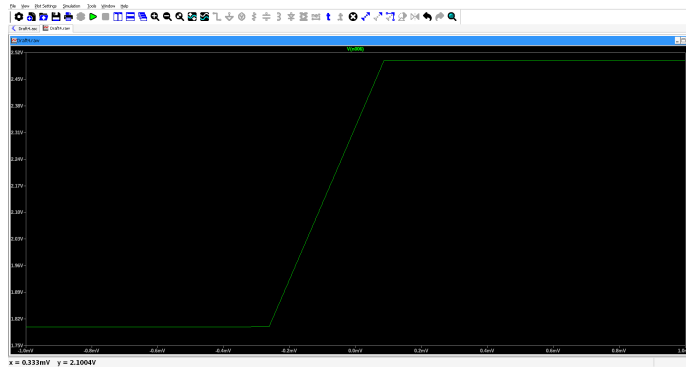 File View Plot Settings Simulation Tools Window Help
Draft4.asc Draft4.raw
Draft4.raw
V(n006)
2.52V
2.45V
2.38V
2.31V
2.24V
2.17V
2.10V
2.03V
1.96V
1.89V
1.82V
1.75V
-1.0mV -0.8mV -0.6mV -0.4mV -0.2mV 0.0mV 0.2mV 0.4mV 0.6mV 0.8mV 1.0
x = 0.333mV y = 2.1004V